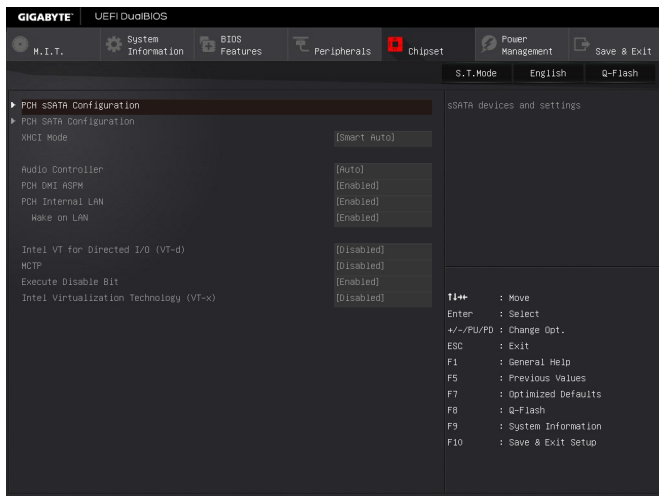 GIGABYTE™ UEFI DualBIOS
M.I.T.
System Information
BIOS Features
Peripherals
Chipset
Power Management
Save & Exit
S.T.Mode English Q-Flash
PCH sSATA Configuration
PCH SATA Configuration
XHCI Mode [Smart Auto]
Audio Controller [Auto]
PCH DMI ASPM [Enabled]
PCH Internal LAN [Enabled]
Wake on LAN [Enabled]
Intel VT for Directed I/O (VT-d) [Disabled]
MCTP [Disabled]
Execute Disable Bit [Enabled]
Intel Virtualization Technology (VT-x) [Disabled]
sSATA devices and settings
↑↓→← : Move
Enter : Select
+/-/PU/PD : Change Opt.
ESC : Exit
F1 : General Help
F5 : Previous Values
F7 : Optimized Defaults
F8 : Q-Flash
F9 : System Information
F10 : Save & Exit Setup